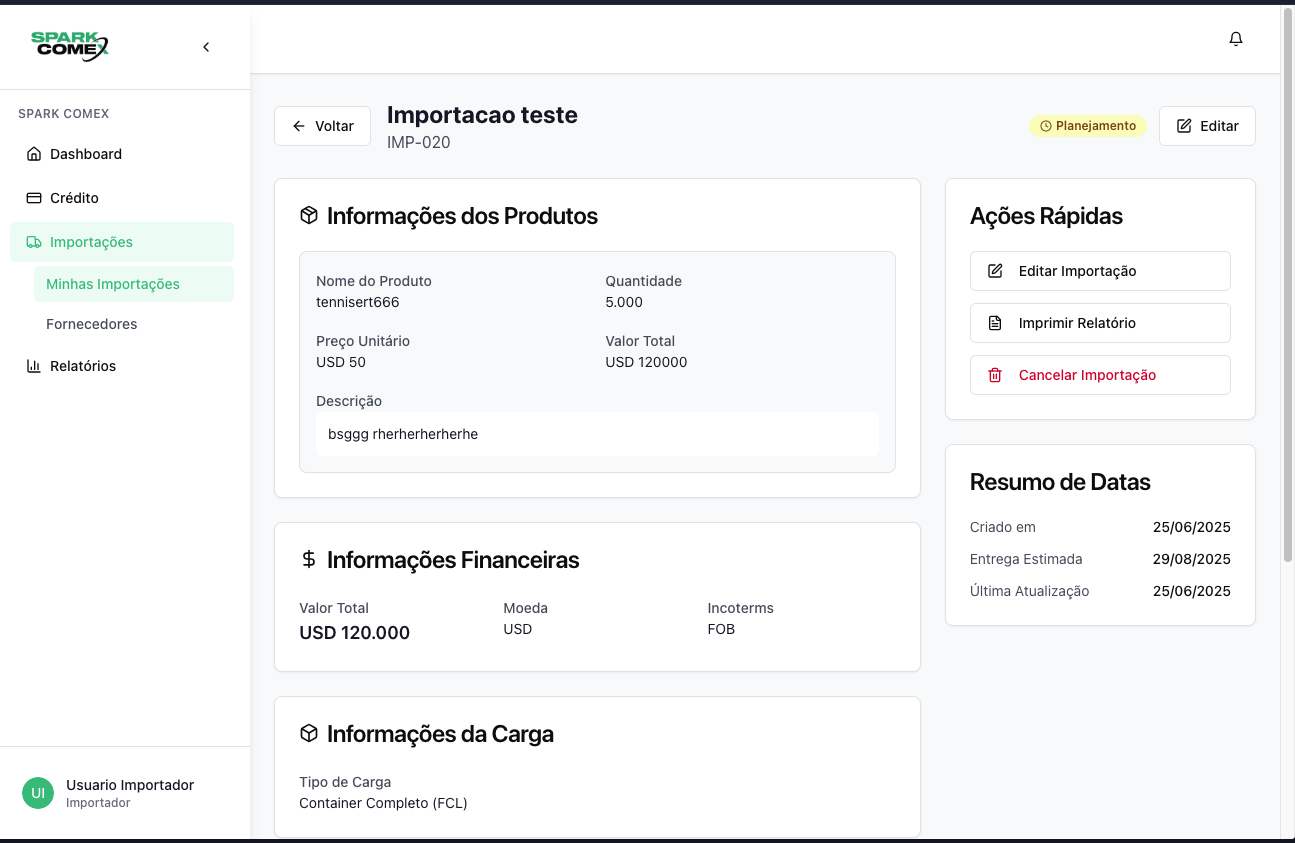 SPARK
COMEX
SPARK COMEX
Dashboard
Crédito
Importações
Minhas Importações
Fornecedores
Relatórios
UI
Usuario Importador
Importador
Voltar
Importacao teste
IMP-020
Planejamento
Editar
Informações dos Produtos
Nome do Produto
tennisert666
Quantidade
5.000
Preço Unitário
USD 50
Valor Total
USD 120000
Descrição
bsggg rherherherherhe
Informações Financeiras
Valor Total
USD 120.000
Moeda
USD
Incoterms
FOB
Informações da Carga
Tipo de Carga
Container Completo (FCL)
Ações Rápidas
Editar Importação
Imprimir Relatório
Cancelar Importação
Resumo de Datas
Criado em 25/06/2025
Entrega Estimada 29/08/2025
Última Atualização 25/06/2025